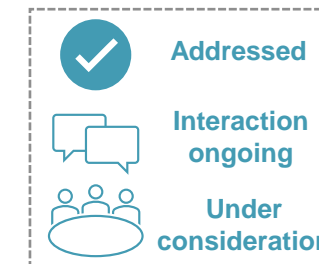 Addressed
Interaction
ongoing
Under
consideration